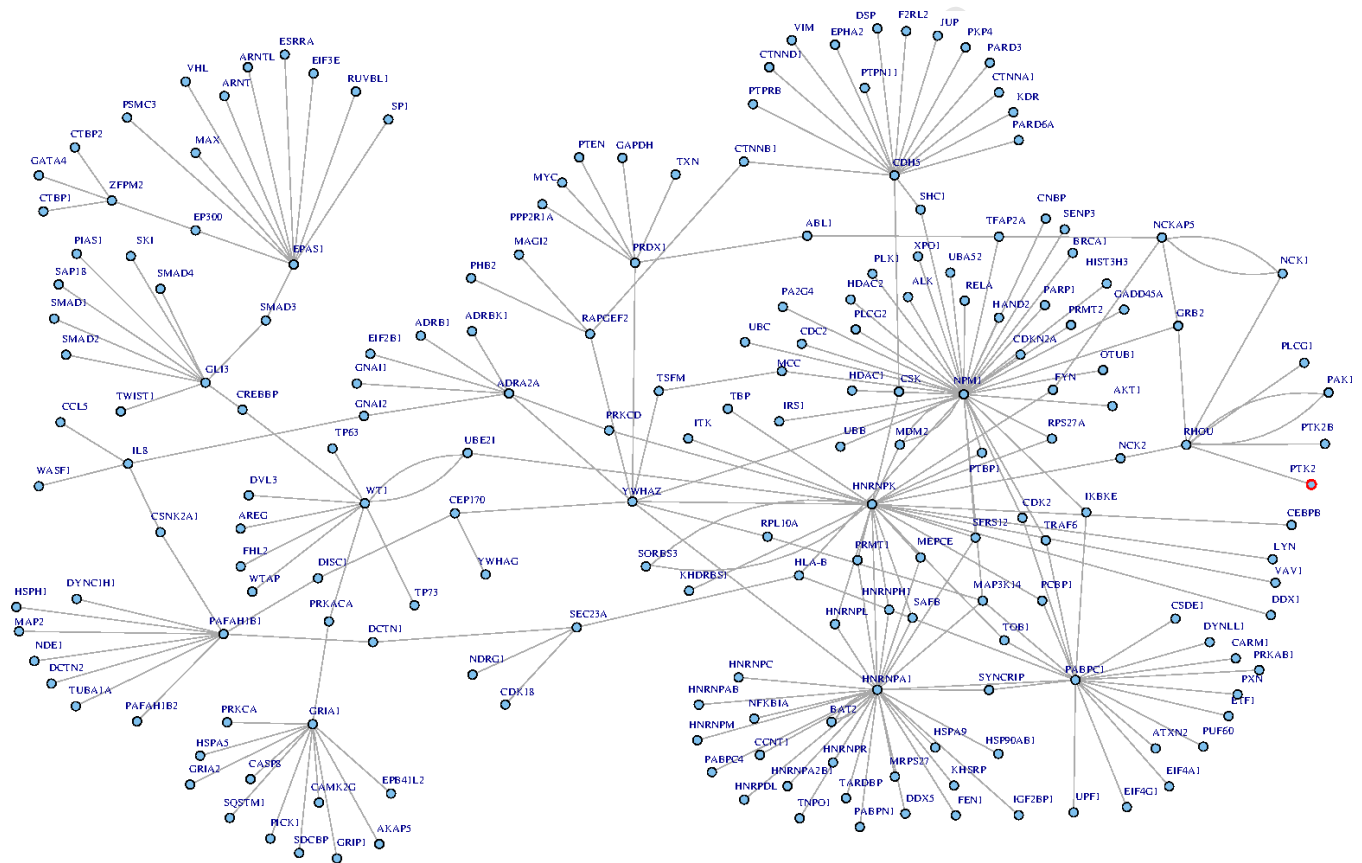 DSP
F2RL2
JUP
VIM
EPHA2
PKP4
ESRRA
ARNTL
EIF3E
CTNND1
PARD3
VHL
ARNT
RUVBL1
PTPN11
CTNNA1
PTPRB
KDR
PSMC3
SP1
PARD6A
CTBP2
MAX
PTEN
GAPDH
TXN
CTNNB1
CDH5
GATA4
ZFPM2
MYC
CTBP1
EP300
PPP2R1A
SHC1
CNBP
ABL1
TFAP2A
SENP3
NCKAP5
PIAS1
SKI
EPAS1
MAGI2
PRDX1
XPO1
BRCA1
SAP18
SMAD4
PHB2
PLK1
UBA52
HIST3H3
NCK1
SMAD1
SMAD3
ADRBK1
RAPGEF2
PA2G4
HDAC2
ALK
RELA
HAND2
PARP1
PRMT2
GADD45A
GRB2
SMAD2
EIF2B1
ADRB1
UBC
CDC2
PLCG2
CDKN2A
OTUB1
PLCG1
GLI3
GNAI1
ADRA2A
TSFM
MCC
HDAC1
CSK
NPM1
FYN
AKT1
PAK1
CCL5
TWIST1
CREBBP
GNAI2
TBP
IRS1
PRKCD
ITK
UBB
MDM2
RPS27A
RHOU
PTK2B
WASF1
IL8
TP63
UBE2I
PTBP1
NCK2
PTK2
DVL3
WT1
CEP170
YWHAZ
HNRNPK
IKBKE
CSNK2A1
AREG
CDK2
CEBPB
RPL10A
SFRS12
TRAF6
FHL2
DISC1
YWHAG
SORBS3
PRMT1
MEPCE
LYN
WTAP
TP73
KHDRBS1
HLA-B
MAP3K14
PCBP1
VAV1
HSPH1
DYNC1H1
PRKACA
HNRNPL
HNRNPH1
SAFB
DDX1
MAP2
PAFAH1B1
DCTN1
SEC23A
TOB1
CSDE1
NDE1
DYNLL1
DCTN2
NDRG1
HNRNPC
HNRNPA1
SYNCRIP
PABPC1
CARM1
PRKAB1
TUBA1A
CDK18
HNRNPAB
PXN
PAFAH1B2
PRKCA
GRIA1
HNRNPM
NFKBIA
BAT2
ETF1
HSPA5
PABPC4
CCNT1
HNRNPR
HSPA9
HSP90AB1
ATXN2
PUF60
GRIA2
CASP8
EPB41L2
HNRPDL
HNRNPA2B1
MRPS27
KHSRP
EIF4A1
SQSTM1
CAMK2G
TNPO1
TARDBP
PABPN1
DDX5
FEN1
IGF2BP1
UPF1
EIF4G1
PICK1
SDCBP
GRIP1
AKAP5